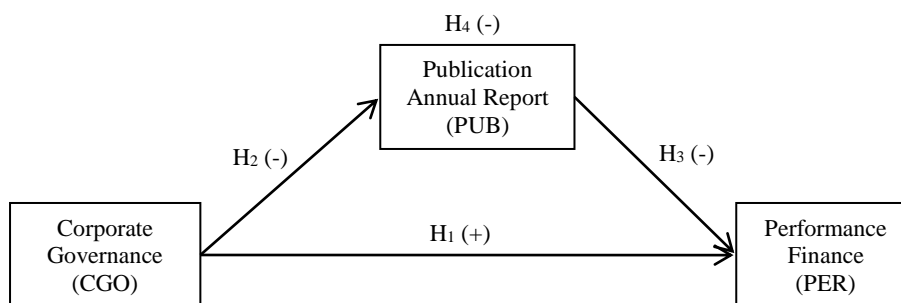 H4 (-)
Publication
Annual Report
(PUB)
H2 (-)
H3 (-)
Corporate
Governance
(CGO)
H1 (+)
Performance
Finance
(PER)